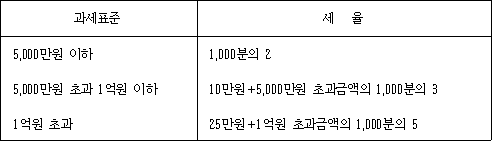 과세표준 세 율
5,000만원 이하 1,000분의 2
5,000만원 초과 1억원 이하 10만원+5,000만원 초과금액의 1,000분의 3
1억원 초과 25만원+1억원 초과금액의 1,000분의 5